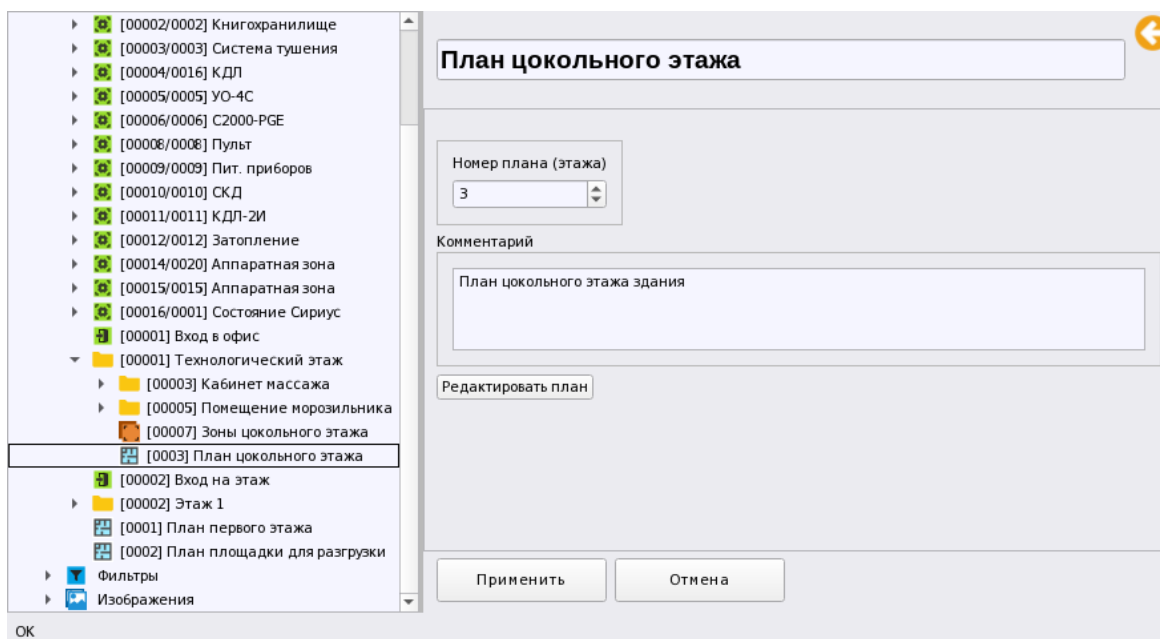 [00002/0002] Книгохранилище
[00003/0003] Система тушения
[00004/0016] КДЛ
[00005/0005] УО-4С
[00006/0006] С2000-PGE
[00008/0008] Пульт
[00009/0009] Пит. приборов
[00010/0010] СКД
[00011/0011] КДЛ-2И
[00012/0012] Затопление
[00014/0020] Аппаратная зона
[00015/0015] Аппаратная зона
[00016/0001] Состояние Сириус
[00001] Вход в офис
[00001] Технологический этаж
[00003] Кабинет массажа
[00005] Помещение морозильника
[00007] Зоны цокольного этажа
[0003] План цокольного этажа
[00002] Вход на этаж
[00002] Этаж 1
[0001] План первого этажа
[0002] План площадки для разгрузки
Фильтры
Изображения
OK
План цокольного этажа
Номер плана (этажа)
3
Комментарий
План цокольного этажа здания
Редактировать план
Применить
Отмена